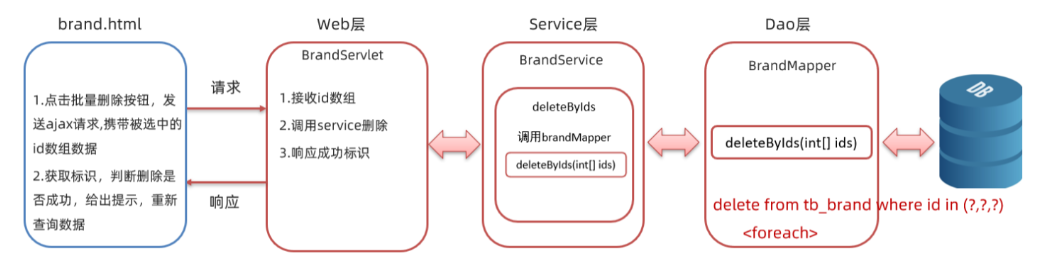 brand.html
1.点击批量删除按钮，发
送ajax请求,携带被选中的
id数组数据
2.获取标识，判断删除是
否成功，给出提示，重新
查询数据
请求
响应
Web层
BrandServlet
1.接收id数组
2.调用service删除
3.响应成功标识
Service层
BrandService
deleteByIds
调用brandMapper
deleteByIds(int[] ids)
Dao层
BrandMapper
deleteByIds(int[] ids)
delete from tb_brand where id in (?,?,?)
<foreach>
DB